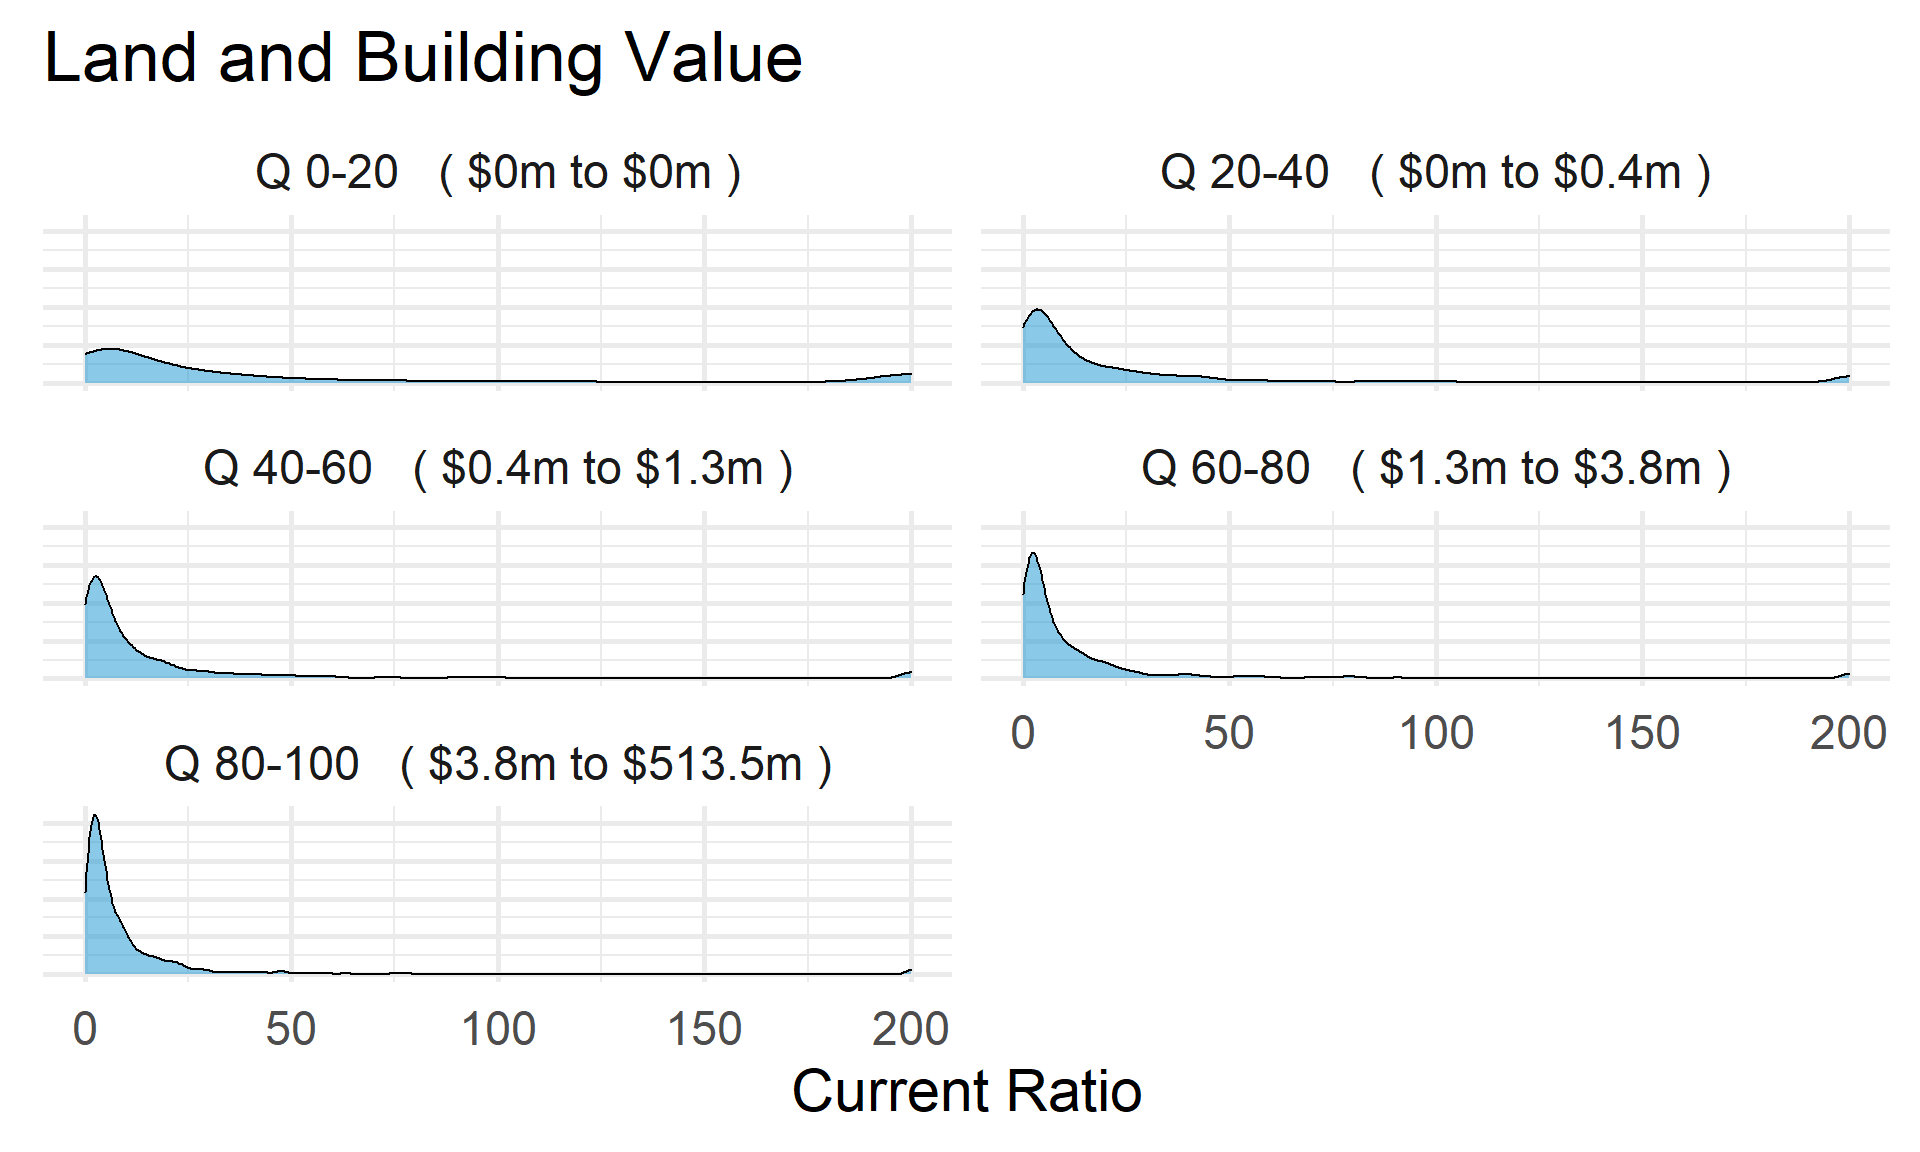 Land and Building Value
Q 0-20 ( $0m to $0m )
Q 20-40 ( $0m to $0.4m )
Q 40-60 ( $0.4m to $1.3m )
Q 60-80 ( $1.3m to $3.8m )
0 50 100 150 200
Q 80-100 ( $3.8m to $513.5m )
0 50 100 150 200
Current Ratio